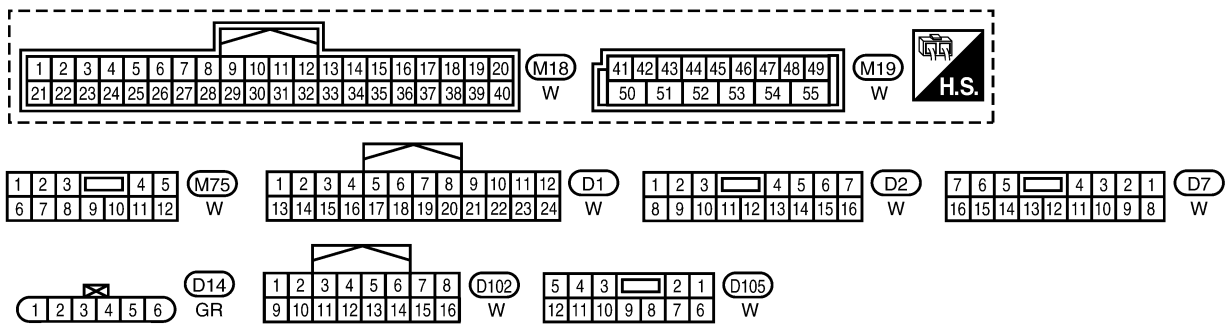 1 2 3 4 5 6 7 8 9 10 11 12 13 14 15 16 17 18 19 20 M18 41 42 43 44 45 46 47 48 49 M19
21 22 23 24 25 26 27 28 29 30 31 32 33 34 35 36 37 38 39 40 W 50 51 52 53 54 55 W H.S.
1 2 3 4 5 M75 1 2 3 4 5 6 7 8 9 10 11 12 D1 1 2 3 4 5 6 7 D2 7 6 5 4 3 2 1 D7
6 7 8 9 10 11 12 W 13 14 15 16 17 18 19 20 21 22 23 24 W 8 9 10 11 12 13 14 15 16 W 16 15 14 13 12 11 10 9 8 W
D14 1 2 3 4 5 6 7 8 D102 5 4 3 2 1 D105
1 2 3 4 5 6 GR 9 10 11 12 13 14 15 16 W 12 11 10 9 8 7 6 W